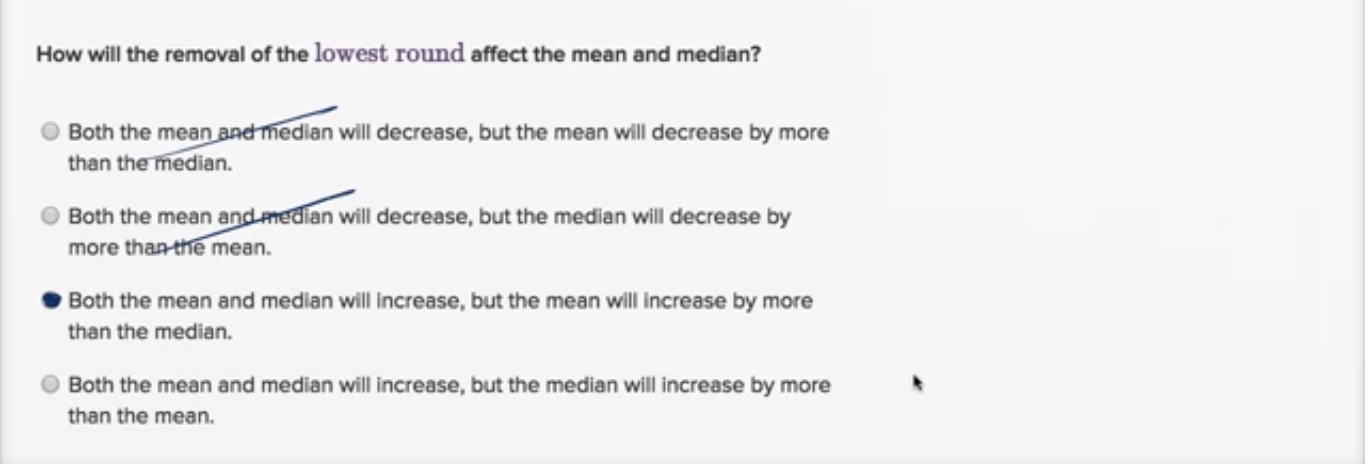 How will the removal of the lowest round affect the mean and median?
Both the mean and median will decrease, but the mean will decrease by more
than the median.
Both the mean and median will decrease, but the median will decrease by
more than the mean.
Both the mean and median will increase, but the mean will increase by more
than the median.
Both the mean and median will increase, but the median will increase by more
than the mean.